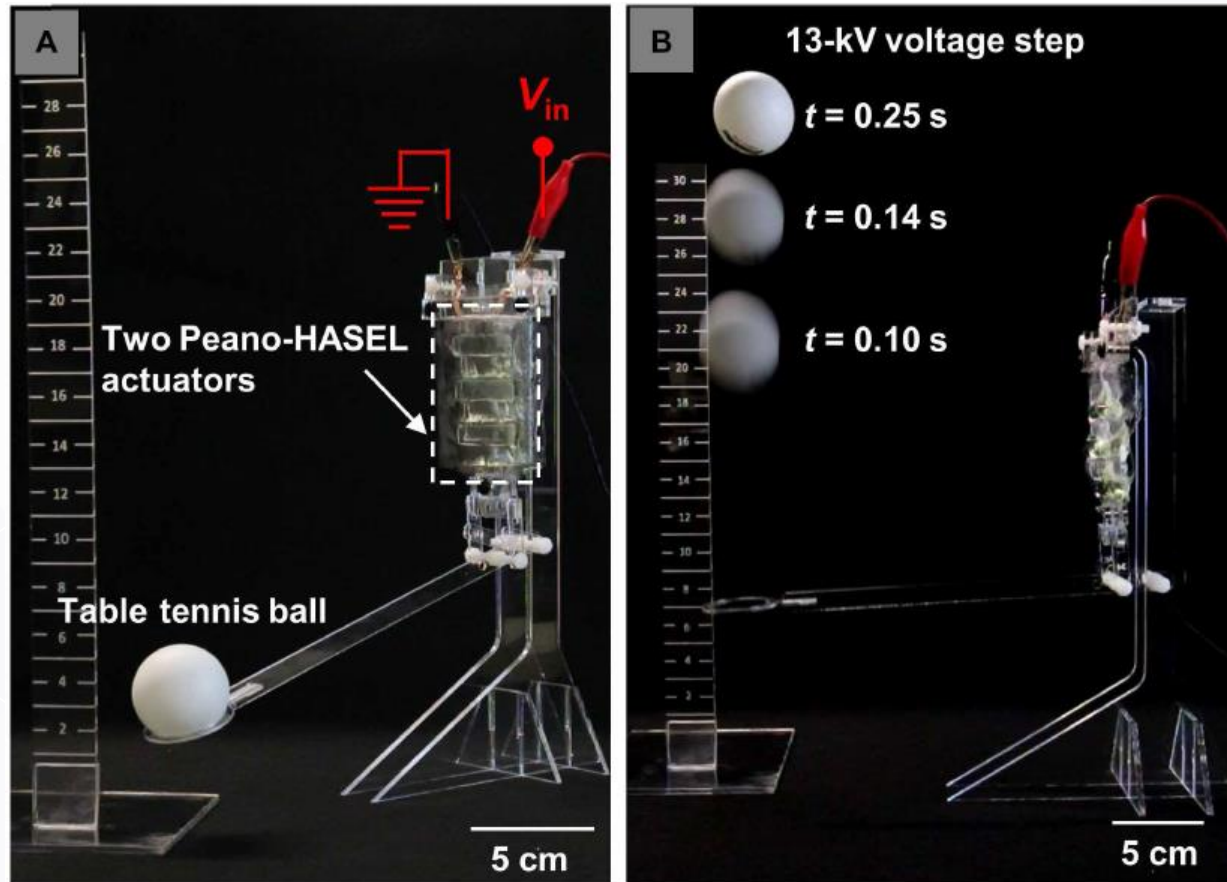 A
V_in
28
26
24
22
20
18
16
14
12
10
8
6
4
2
Two Peano-HASEL
actuators
Table tennis ball
5 cm
B
13-kV voltage step
t = 0.25 s
t = 0.14 s
t = 0.10 s
30
28
26
24
22
20
18
16
14
12
10
8
6
4
2
5 cm